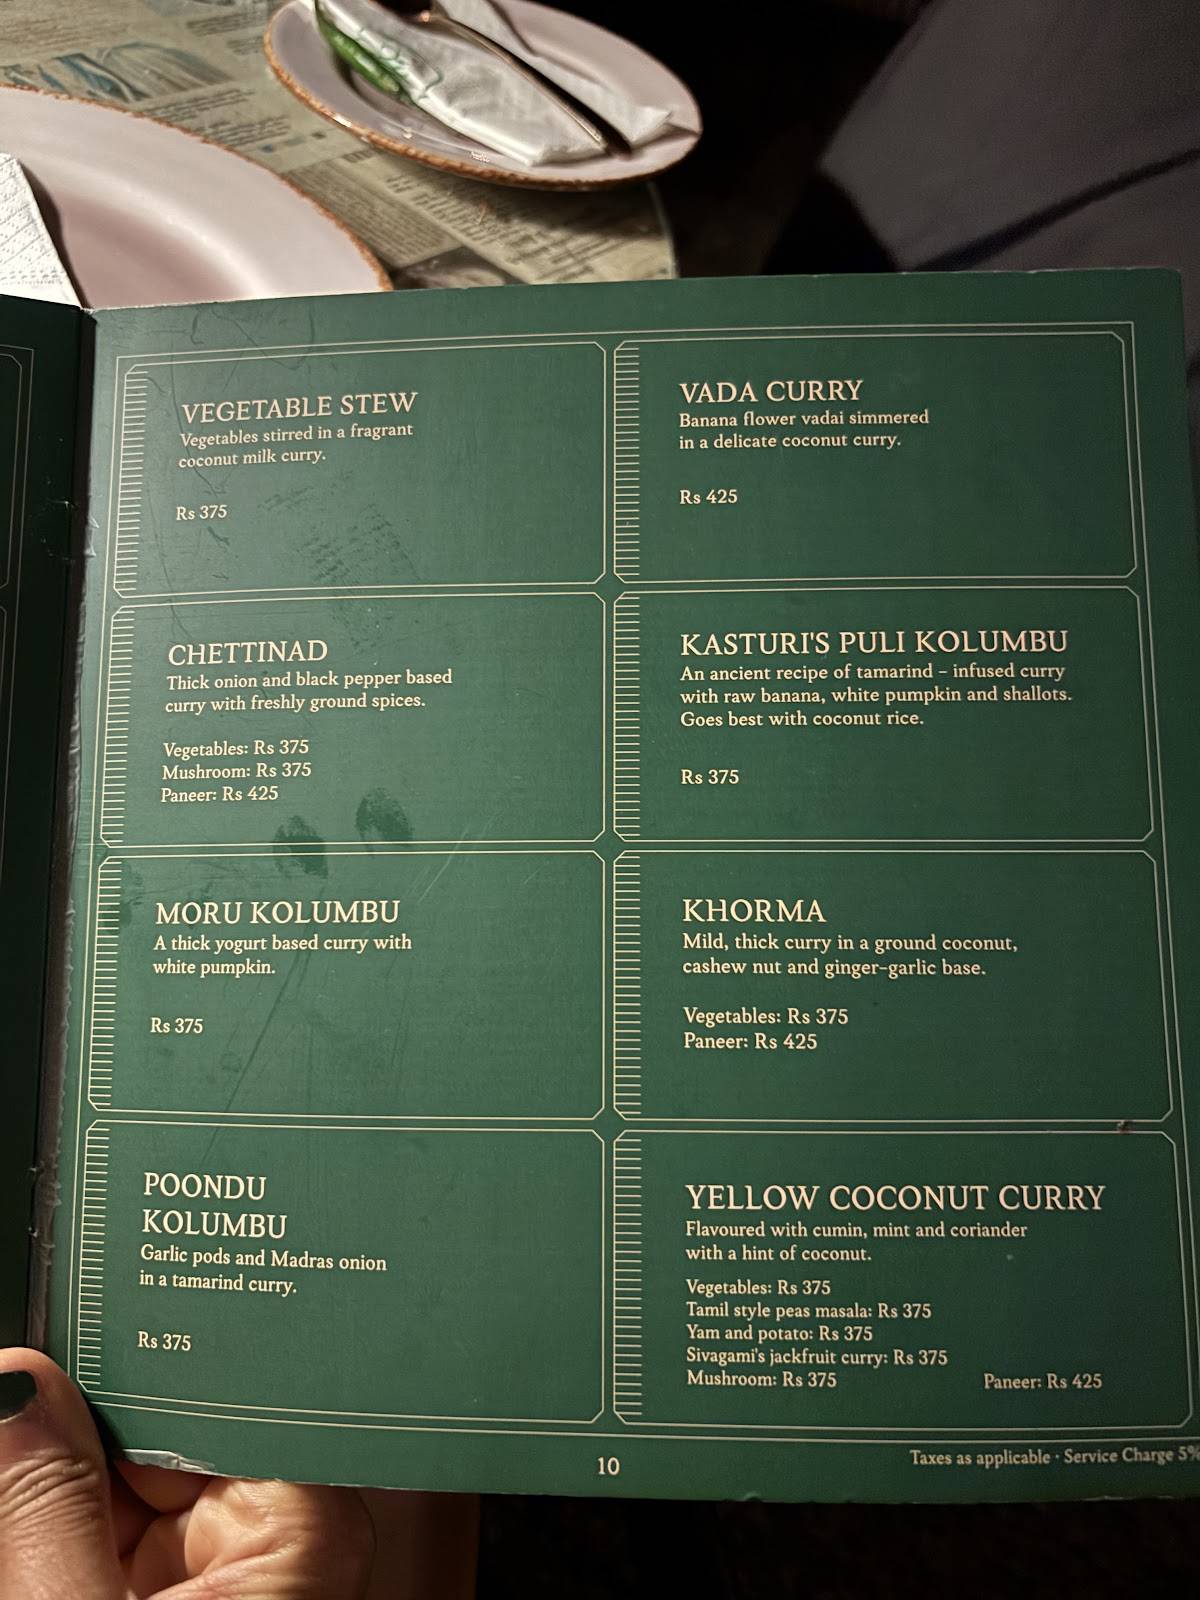 VEGETABLE STEW
Vegetables stirred in a fragrant
coconut milk curry.
Rs 375
VADA CURRY
Banana flower vadai simmered
in a delicate coconut curry.
Rs 425
CHETTINAD
Thick onion and black pepper based
curry with freshly ground spices.
Vegetables: Rs 375
Mushroom: Rs 375
Paneer: Rs 425
KASTURI'S PULI KOLUMBU
An ancient recipe of tamarind – infused curry
with raw banana, white pumpkin and shallots.
Goes best with coconut rice.
Rs 375
MORU KOLUMBU
A thick yogurt based curry with
white pumpkin.
Rs 375
KHORMA
Mild, thick curry in a ground coconut,
cashew nut and ginger-garlic base.
Vegetables: Rs 375
Paneer: Rs 425
POONDU
KOLUMBU
Garlic pods and Madras onion
in a tamarind curry.
Rs 375
YELLOW COCONUT CURRY
Flavoured with cumin, mint and coriander
with a hint of coconut.
Vegetables: Rs 375
Tamil style peas masala: Rs 375
Yam and potato: Rs 375
Sivagami's jackfruit curry: Rs 375
Mushroom: Rs 375 Paneer: Rs 425
10
Taxes as applicable · Service Charge 5%